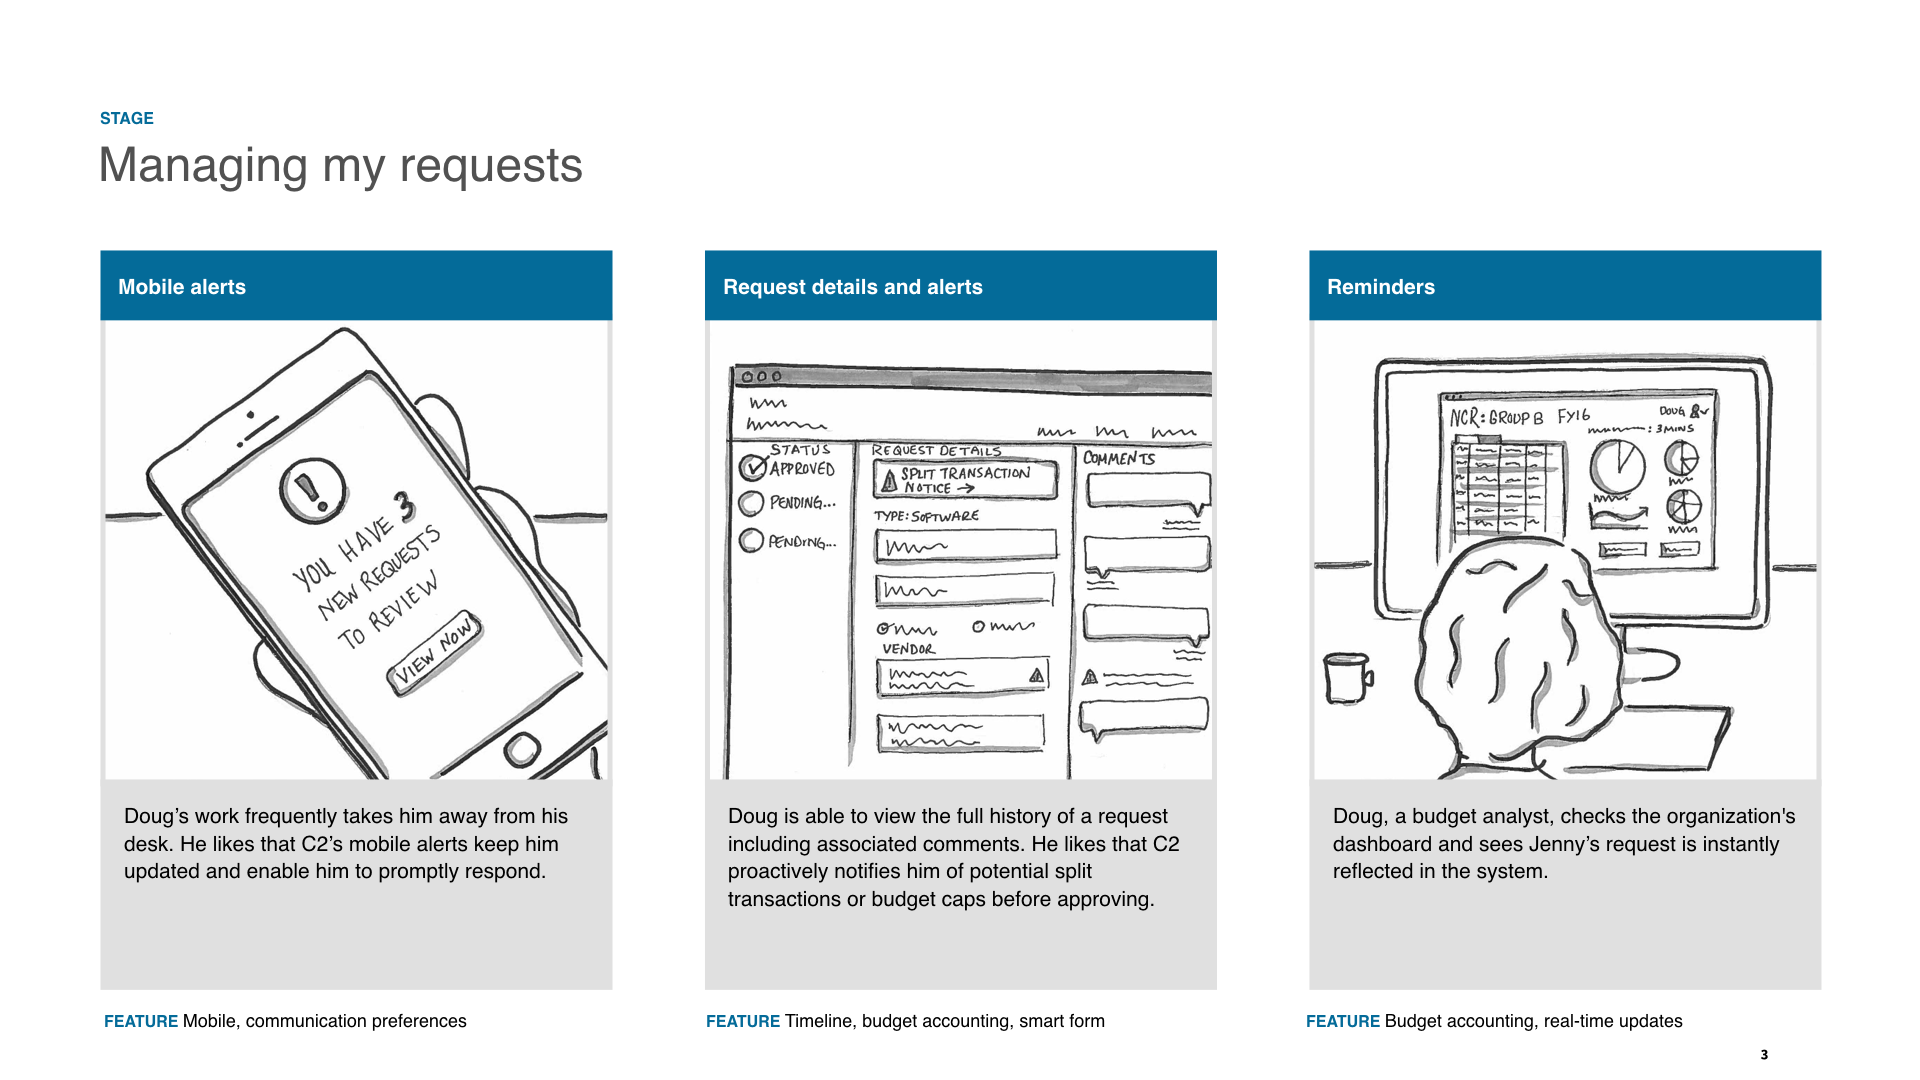 STAGE
Managing my requests
Mobile alerts
YOU HAVE 3
NEW REQUESTS
TO REVIEW
VIEW NOW
Doug’s work frequently takes him away from his
desk. He likes that C2’s mobile alerts keep him
updated and enable him to promptly respond.
FEATURE Mobile, communication preferences
Request details and alerts
STATUS
APPROVED
PENDING...
PENDING...
REQUEST DETAILS
SPLIT TRANSACTION
NOTICE →
TYPE: SOFTWARE
VENDOR
COMMENTS
Doug is able to view the full history of a request
including associated comments. He likes that C2
proactively notifies him of potential split
transactions or budget caps before approving.
FEATURE Timeline, budget accounting, smart form
Reminders
NCR: GROUP B FY16
DOUG
: 3 MINS
Doug, a budget analyst, checks the organization's
dashboard and sees Jenny’s request is instantly
reflected in the system.
FEATURE Budget accounting, real-time updates
3